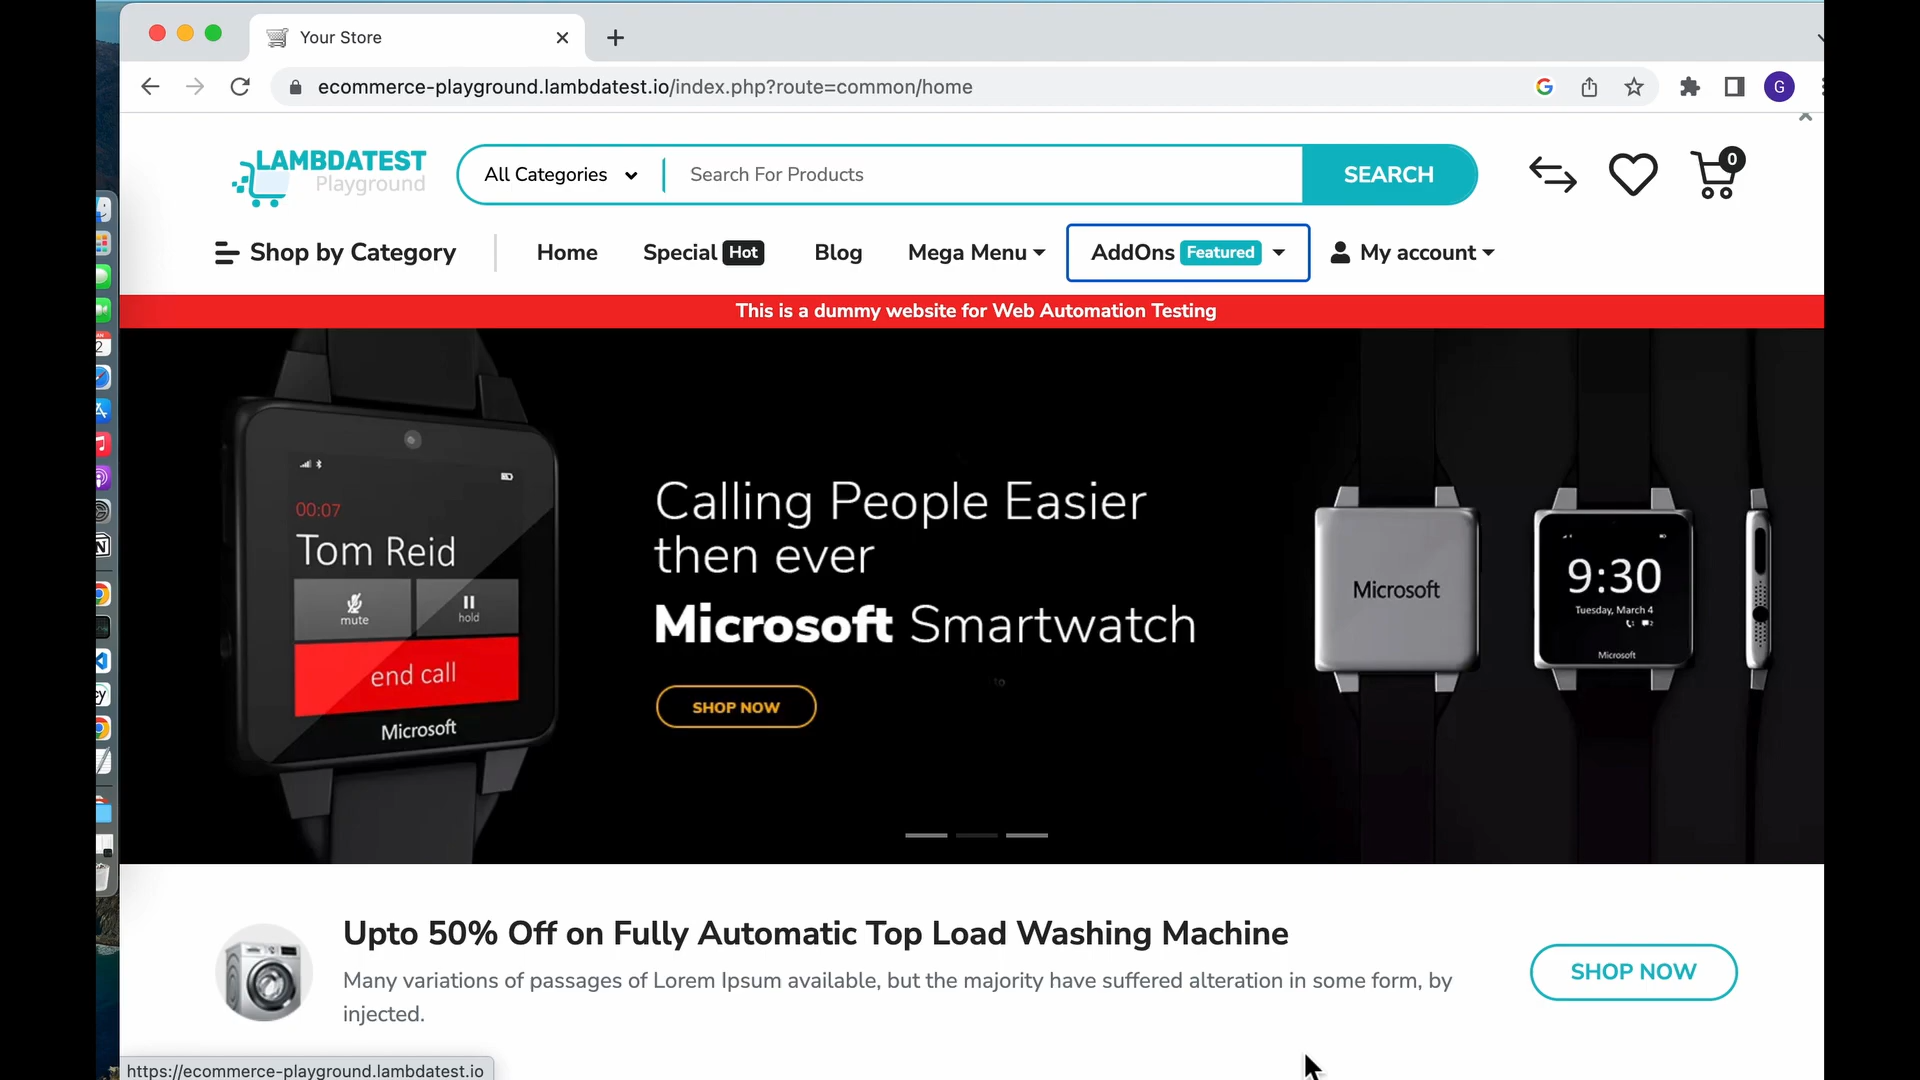 Your Store
ecommerce-playground.lambdatest.io/index.php?route=common/home
G
LAMBDATEST
Playground
All Categories
Search For Products
SEARCH
0
Shop by Category
Home
Special Hot
Blog
Mega Menu
AddOns Featured
My account
This is a dummy website for Web Automation Testing
00:07
Tom Reid
mute
hold
end call
Microsoft
Calling People Easier
then ever
Microsoft Smartwatch
SHOP NOW
Microsoft
9:30
Tuesday, March 4
Microsoft
Upto 50% Off on Fully Automatic Top Load Washing Machine
Many variations of passages of Lorem Ipsum available, but the majority have suffered alteration in some form, by
injected.
SHOP NOW
https://ecommerce-playground.lambdatest.io